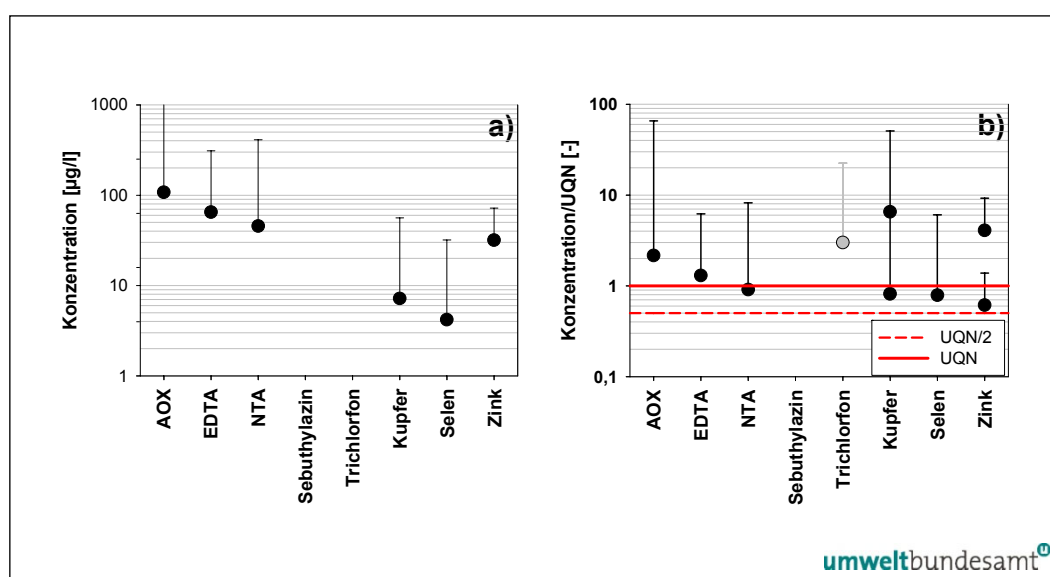 a)
Konzentration [µg/l]
1000
100
10
1
AOX
EDTA
NTA
Sebuthylazin
Trichlorfon
Kupfer
Selen
Zink
b)
Konzentration/UQN [-]
100
10
1
0,1
UQN/2
UQN
AOX
EDTA
NTA
Sebuthylazin
Trichlorfon
Kupfer
Selen
Zink
umweltbundesamt u